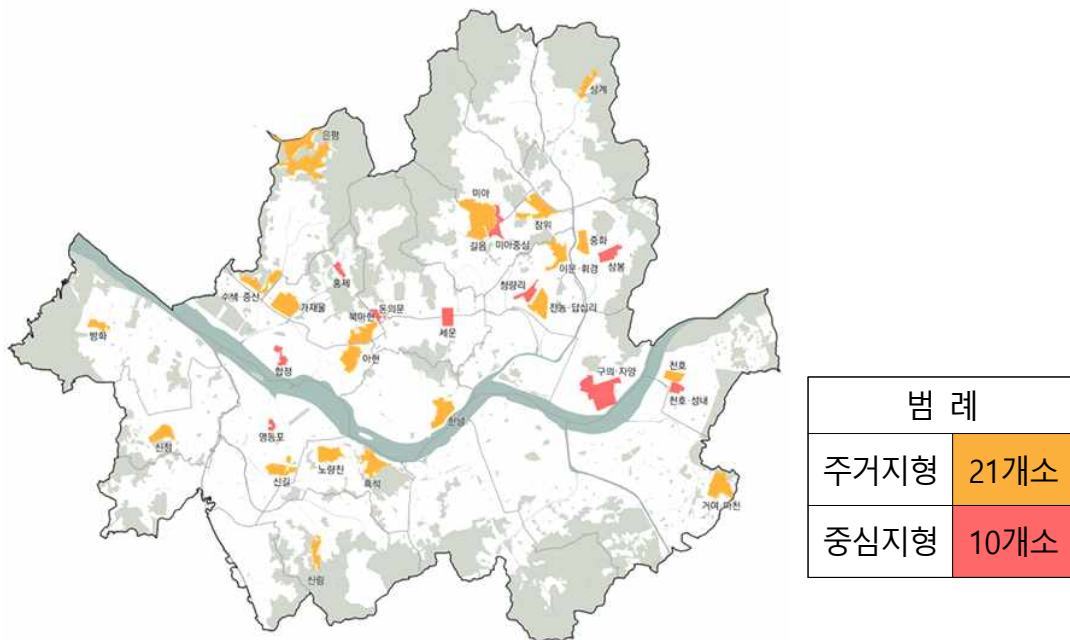 상계
은평
미아
장위
길음
미아중심
중화
이문·휘경
상봉
홍제
청량리
수색·증산
가재울
북아현
돈의문
전농·답십리
세운
방화
아현
합정
구의·자양
천호
천호·성내
한남
영등포
신정
노량진
신길
흑석
거여·마천
신림
범 례
주거지형 21개소
중심지형 10개소